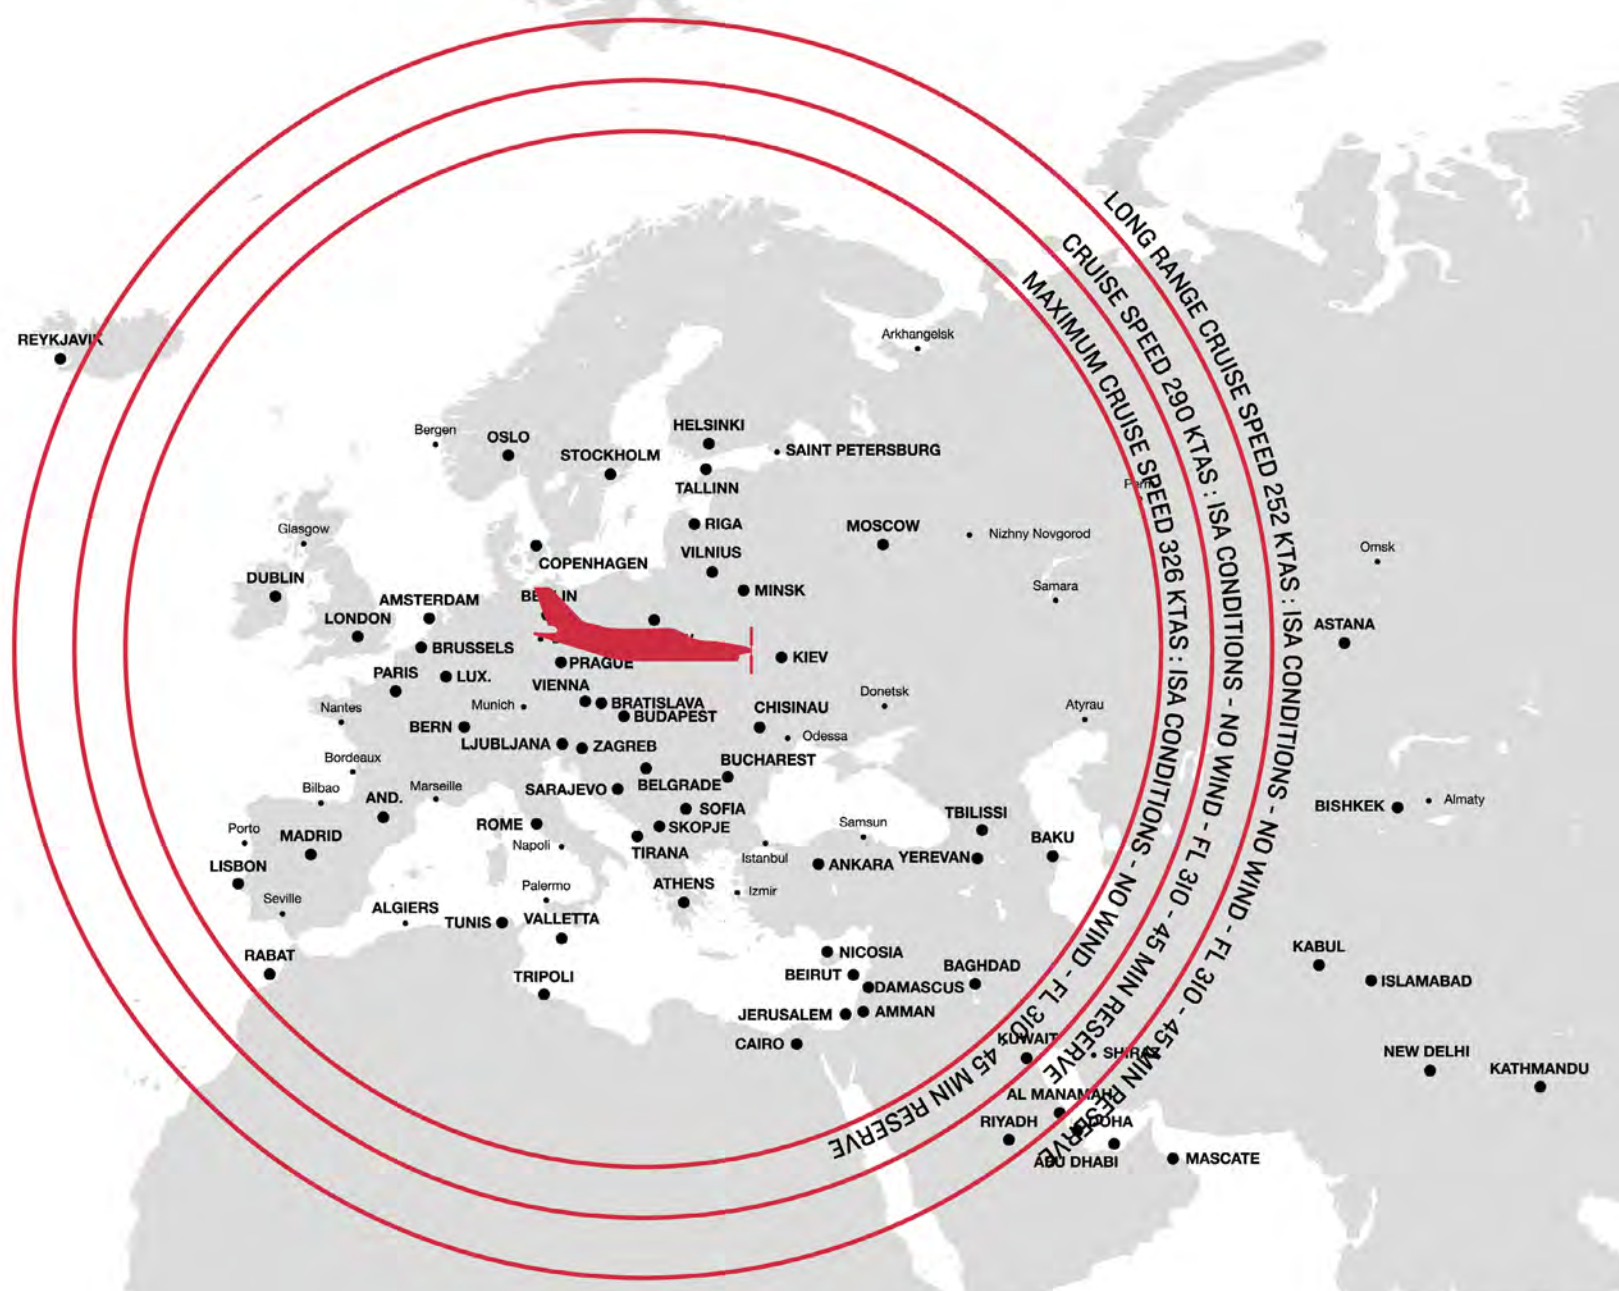 LONG RANGE CRUISE SPEED 252 KTAS : ISA CONDITIONS - NO WIND - FL 310 - 45 MIN RESERVE
CRUISE SPEED 290 KTAS : ISA CONDITIONS - NO WIND - FL 310 - 45 MIN RESERVE
MAXIMUM CRUISE SPEED 326 KTAS : ISA CONDITIONS - NO WIND - FL 310 - 45 MIN RESERVE
REYKJAVIK
Arkhangelsk
Bergen
OSLO
HELSINKI
STOCKHOLM
SAINT PETERSBURG
TALLINN
Perm
Glasgow
RIGA
MOSCOW
Nizhny Novgorod
Omsk
VILNIUS
COPENHAGEN
DUBLIN
Samara
MINSK
AMSTERDAM
BERLIN
LONDON
ASTANA
BRUSSELS
KIEV
PRAGUE
PARIS
LUX.
VIENNA
Donetsk
Nantes
Munich
BRATISLAVA
CHISINAU
Atyrau
BUDAPEST
BERN
LJUBLJANA
ZAGREB
Odessa
Bordeaux
BUCHAREST
Bilbao
AND.
Marseille
SARAJEVO
BELGRADE
BISHKEK
Almaty
SOFIA
TBILISSI
Porto
MADRID
ROME
SKOPJE
Samsun
Napoli
TIRANA
Istanbul
BAKU
LISBON
ANKARA
YEREVAN
Seville
Palermo
ATHENS
Izmir
ALGIERS
TUNIS
VALLETTA
RABAT
NICOSIA
KABUL
TRIPOLI
BEIRUT
BAGHDAD
ISLAMABAD
DAMASCUS
JERUSALEM
AMMAN
CAIRO
KUWAIT
SHIRAZ
NEW DELHI
KATHMANDU
AL MANAMAH
RIYADH
DOHA
ABU DHABI
MASCATE